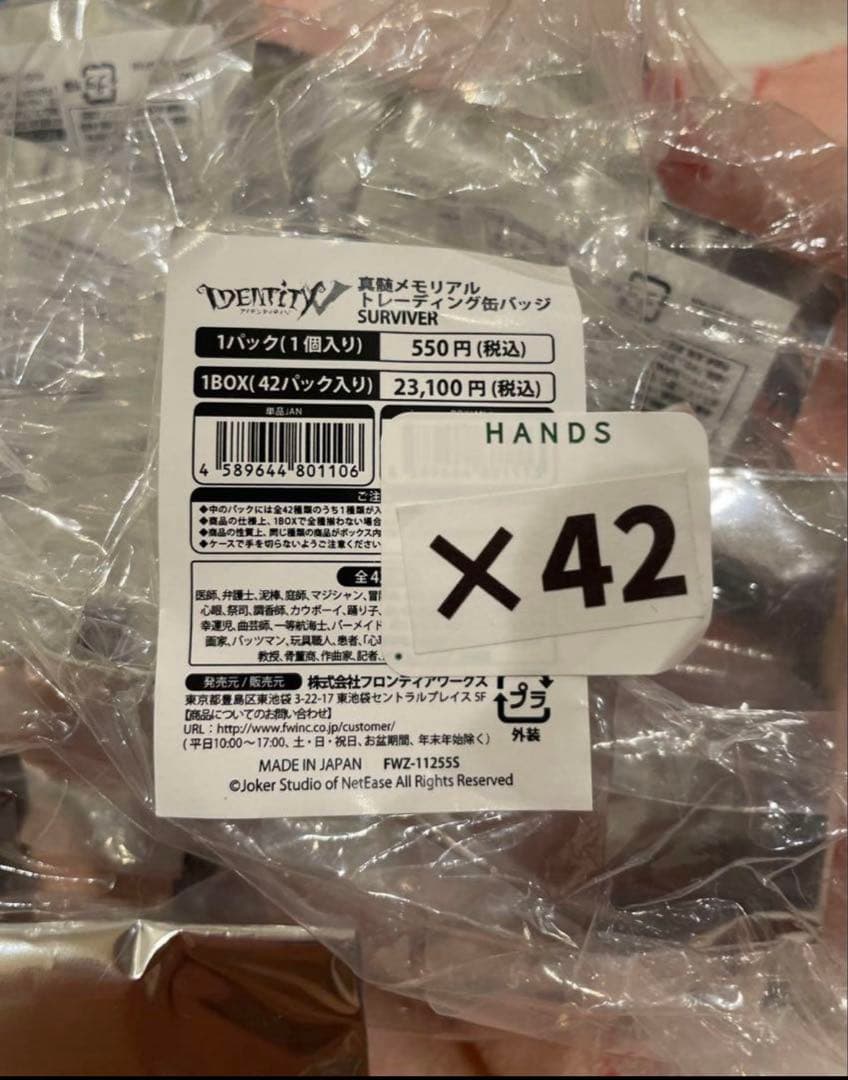 IDENTITY V
アイデンティティV
真髄メモリアル
トレーディング缶バッジ
SURVIVER
1パック(1個入り) 550円(税込)
1BOX(42パック入り) 23,100円(税込)
単品JAN
4 589644 801106
HANDS
×42
ご注
◆中のパックには全42種類のうち1種類が入
◆商品の仕様上、1BOXで全種揃わない場合
◆商品の性質上、同じ種類の商品がボックス内
◆ケースで手を切らないようご注意ください
全4
医師、弁護士、泥棒、庭師、マジシャン、冒
心眼、祭司、調香師、カウボーイ、踊り子、
幸運児、曲芸師、一等航海士、バーメイド
画家、バッツマン、玩具職人、患者、「心
教授、骨董商、作曲家、記者、
発売元/販売元 株式会社フロンティアワークス
東京都豊島区東池袋 3-22-17 東池袋セントラルプレイス 5F
【商品についてのお問い合わせ】
URL:http://www.fwinc.co.jp/customer/
(平日10:00～17:00、土・日・祝日、お盆期間、年末年始除く)
プラ
外装
MADE IN JAPAN FWZ-11255S
©Joker Studio of NetEase All Rights Reserved